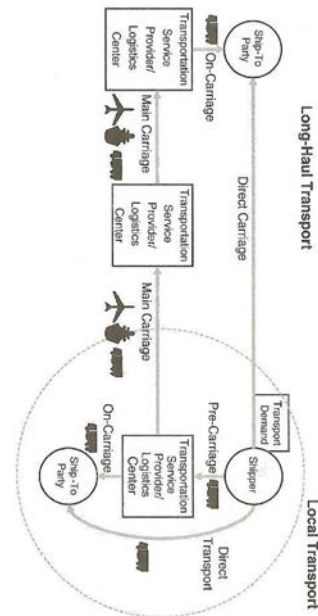 Long-Haul Transport
Local Transport
Transport
Demand
Ship-To
Party
Direct Carriage
Shipper
On-Carriage
Pre-Carriage
Direct
Transport
Transportation
Service
Provider/
Logistics
Center
Main Carriage
Transportation
Service
Provider/
Logistics
Center
Main Carriage
Transportation
Service
Provider/
Logistics
Center
On-Carriage
Ship-To
Party